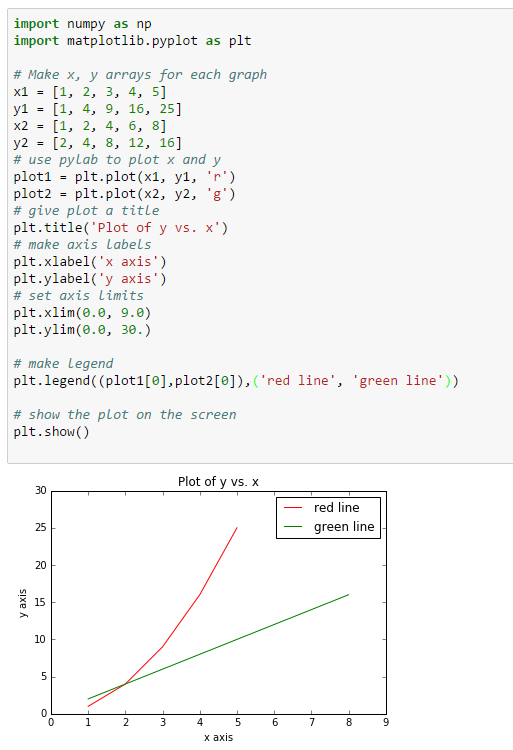 import numpy as np
import matplotlib.pyplot as plt
# Make x, y arrays for each graph
x1 = [1, 2, 3, 4, 5]
y1 = [1, 4, 9, 16, 25]
x2 = [1, 2, 4, 6, 8]
y2 = [2, 4, 8, 12, 16]
# use pylab to plot x and y
plot1 = plt.plot(x1, y1, 'r')
plot2 = plt.plot(x2, y2, 'g')
# give plot a title
plt.title('Plot of y vs. x')
# make axis labels
plt.xlabel('x axis')
plt.ylabel('y axis')
# set axis limits
plt.xlim(0.0, 9.0)
plt.ylim(0.0, 30.)
# make legend
plt.legend((plot1[0],plot2[0]),('red line', 'green line'))
# show the plot on the screen
plt.show()
Plot of y vs. x
30
25
20
15
10
5
0
y axis
red line
green line
0 1 2 3 4 5 6 7 8 9
x axis